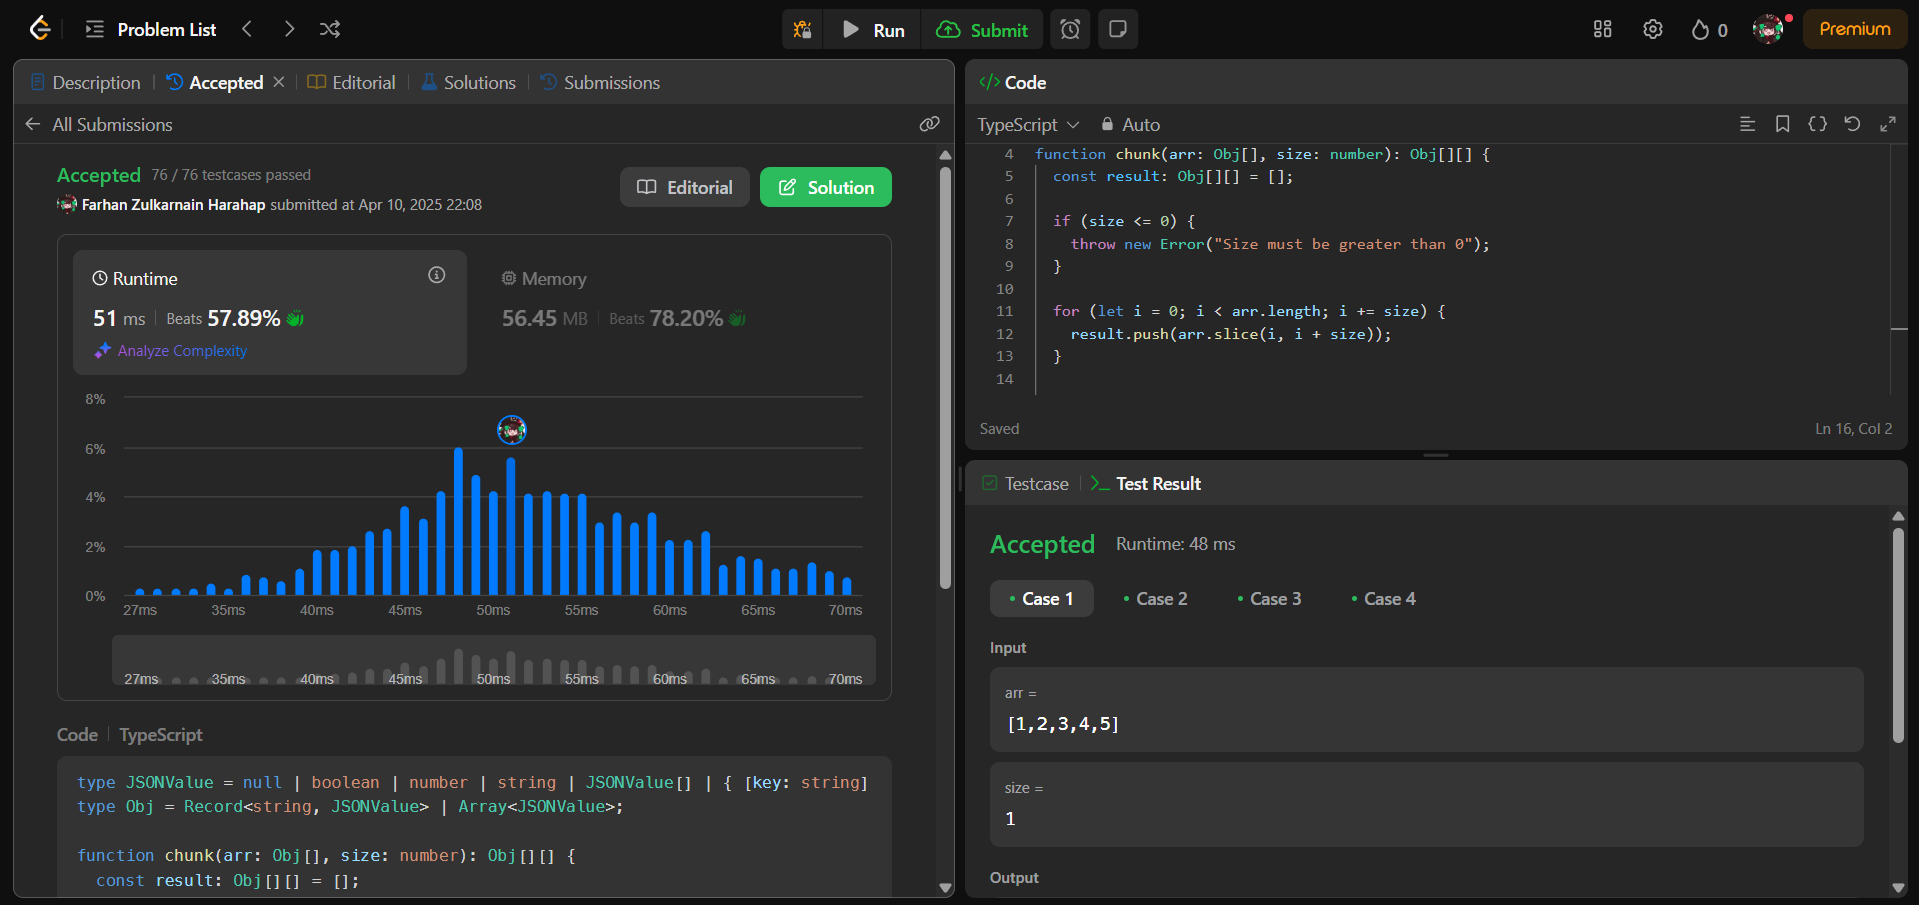 Problem List
Run
Submit
0
Premium
Description
Accepted
Editorial
Solutions
Submissions
All Submissions
Accepted 76 / 76 testcases passed
Farhan Zulkarnain Harahap submitted at Apr 10, 2025 22:08
Editorial
Solution
Runtime
51 ms Beats 57.89%
Analyze Complexity
Memory
56.45 MB Beats 78.20%
8%
6%
4%
2%
0%
27ms 35ms 40ms 45ms 50ms 55ms 60ms 65ms 70ms
27ms 35ms 40ms 45ms 50ms 55ms 60ms 65ms 70ms
Code TypeScript
type JSONValue = null | boolean | number | string | JSONValue[] | { [key: string]
type Obj = Record<string, JSONValue> | Array<JSONValue>;
function chunk(arr: Obj[], size: number): Obj[][] {
const result: Obj[][] = [];
</> Code
TypeScript
Auto
4 function chunk(arr: Obj[], size: number): Obj[][] {
5 const result: Obj[][] = [];
6
7 if (size <= 0) {
8 throw new Error("Size must be greater than 0");
9 }
10
11 for (let i = 0; i < arr.length; i += size) {
12 result.push(arr.slice(i, i + size));
13 }
14
Saved
Ln 16, Col 2
Testcase
Test Result
Accepted Runtime: 48 ms
Case 1
Case 2
Case 3
Case 4
Input
arr =
[1,2,3,4,5]
size =
1
Output